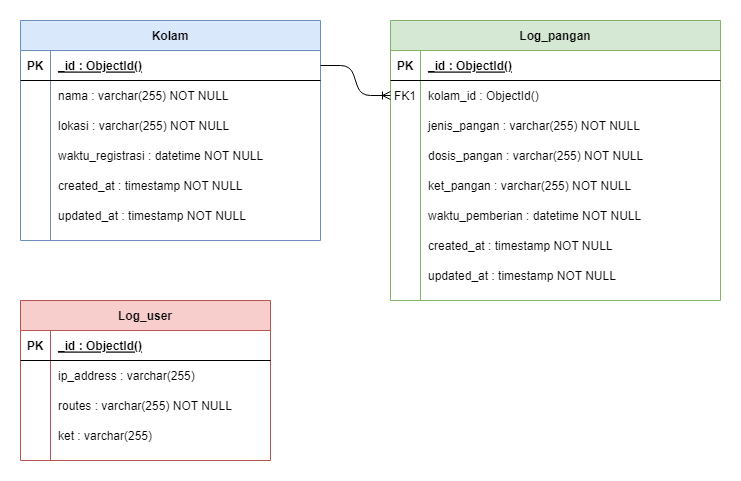 Kolam
PK _id : ObjectId()
nama : varchar(255) NOT NULL
lokasi : varchar(255) NOT NULL
waktu_registrasi : datetime NOT NULL
created_at : timestamp NOT NULL
updated_at : timestamp NOT NULL
Log_pangan
PK _id : ObjectId()
FK1 kolam_id : ObjectId()
jenis_pangan : varchar(255) NOT NULL
dosis_pangan : varchar(255) NOT NULL
ket_pangan : varchar(255) NOT NULL
waktu_pemberian : datetime NOT NULL
created_at : timestamp NOT NULL
updated_at : timestamp NOT NULL
Log_user
PK _id : ObjectId()
ip_address : varchar(255)
routes : varchar(255) NOT NULL
ket : varchar(255)